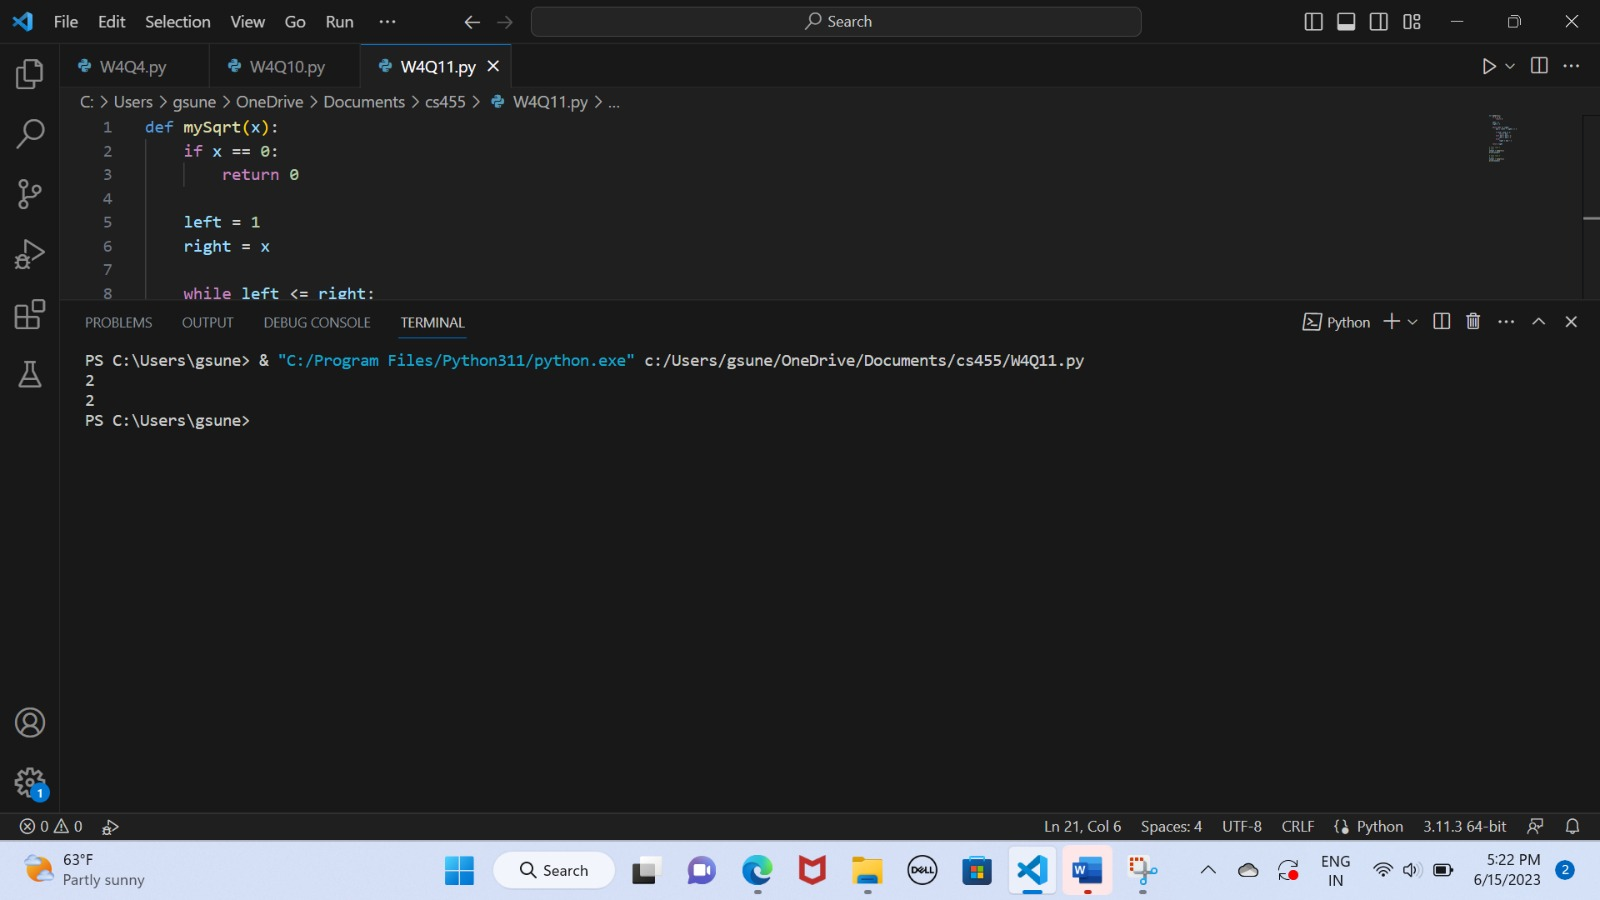 File Edit Selection View Go Run ···
Search
W4Q4.py W4Q10.py W4Q11.py
C: > Users > gsune > OneDrive > Documents > cs455 > W4Q11.py > ...
1 def mySqrt(x):
2 if x == 0:
3 return 0
4
5 left = 1
6 right = x
7
8 while left <= right:
PROBLEMS OUTPUT DEBUG CONSOLE TERMINAL Python
PS C:\Users\gsune> & "C:/Program Files/Python311/python.exe" c:/Users/gsune/OneDrive/Documents/cs455/W4Q11.py
2
2
PS C:\Users\gsune>
1
0 0 Ln 21, Col 6 Spaces: 4 UTF-8 CRLF Python 3.11.3 64-bit
63°F
Partly sunny
Search
DELL
W
ENG
IN
5:22 PM
6/15/2023
2